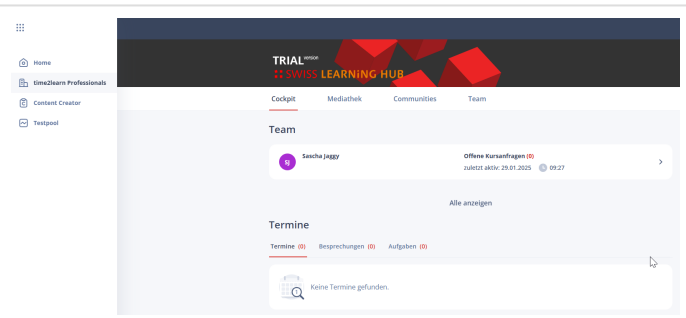 Home
time2learn Professionals
Content Creator
Testpool
TRIAL version
SWISS LEARNiNG HUB
Cockpit Mediathek Communities Team
Team
SJ Sascha Jaggy Offene Kursanfragen (0)
zuletzt aktiv: 29.01.2025 09:27
Alle anzeigen
Termine
Termine (0) Besprechungen (0) Aufgaben (0)
Keine Termine gefunden.